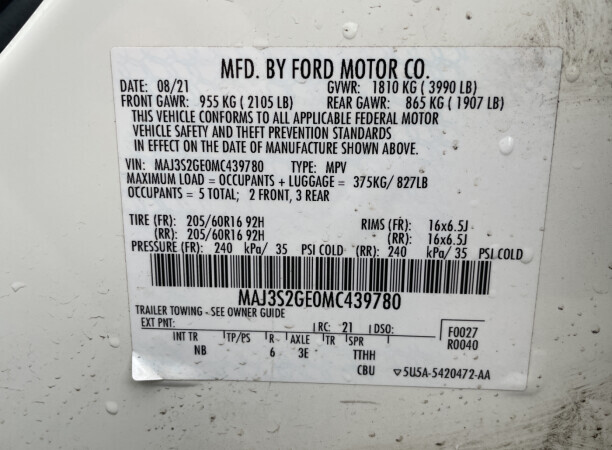 MFD. BY FORD MOTOR CO.
DATE: 08/21 GVWR: 1810 KG ( 3990 LB)
FRONT GAWR: 955 KG ( 2105 LB) REAR GAWR: 865 KG ( 1907 LB)
THIS VEHICLE CONFORMS TO ALL APPLICABLE FEDERAL MOTOR
VEHICLE SAFETY AND THEFT PREVENTION STANDARDS
IN EFFECT ON THE DATE OF MANUFACTURE SHOWN ABOVE.
VIN: MAJ3S2GE0MC439780 TYPE: MPV
MAXIMUM LOAD = OCCUPANTS + LUGGAGE = 375KG/ 827LB
OCCUPANTS = 5 TOTAL; 2 FRONT, 3 REAR
TIRE (FR): 205/60R16 92H RIMS (FR): 16x6.5J
(RR): 205/60R16 92H (RR): 16x6.5J
PRESSURE (FR): 240 kPa/ 35 PSI COLD (RR): 240 kPa/ 35 PSI COLD
MAJ3S2GE0MC439780
TRAILER TOWING - SEE OWNER GUIDE
EXT PNT: RC: 21 DSO: F0027
INT TR TP/PS R AXLE TR SPR R0040
NB 6 3E TTHH
CBU ▽5U5A-5420472-AA